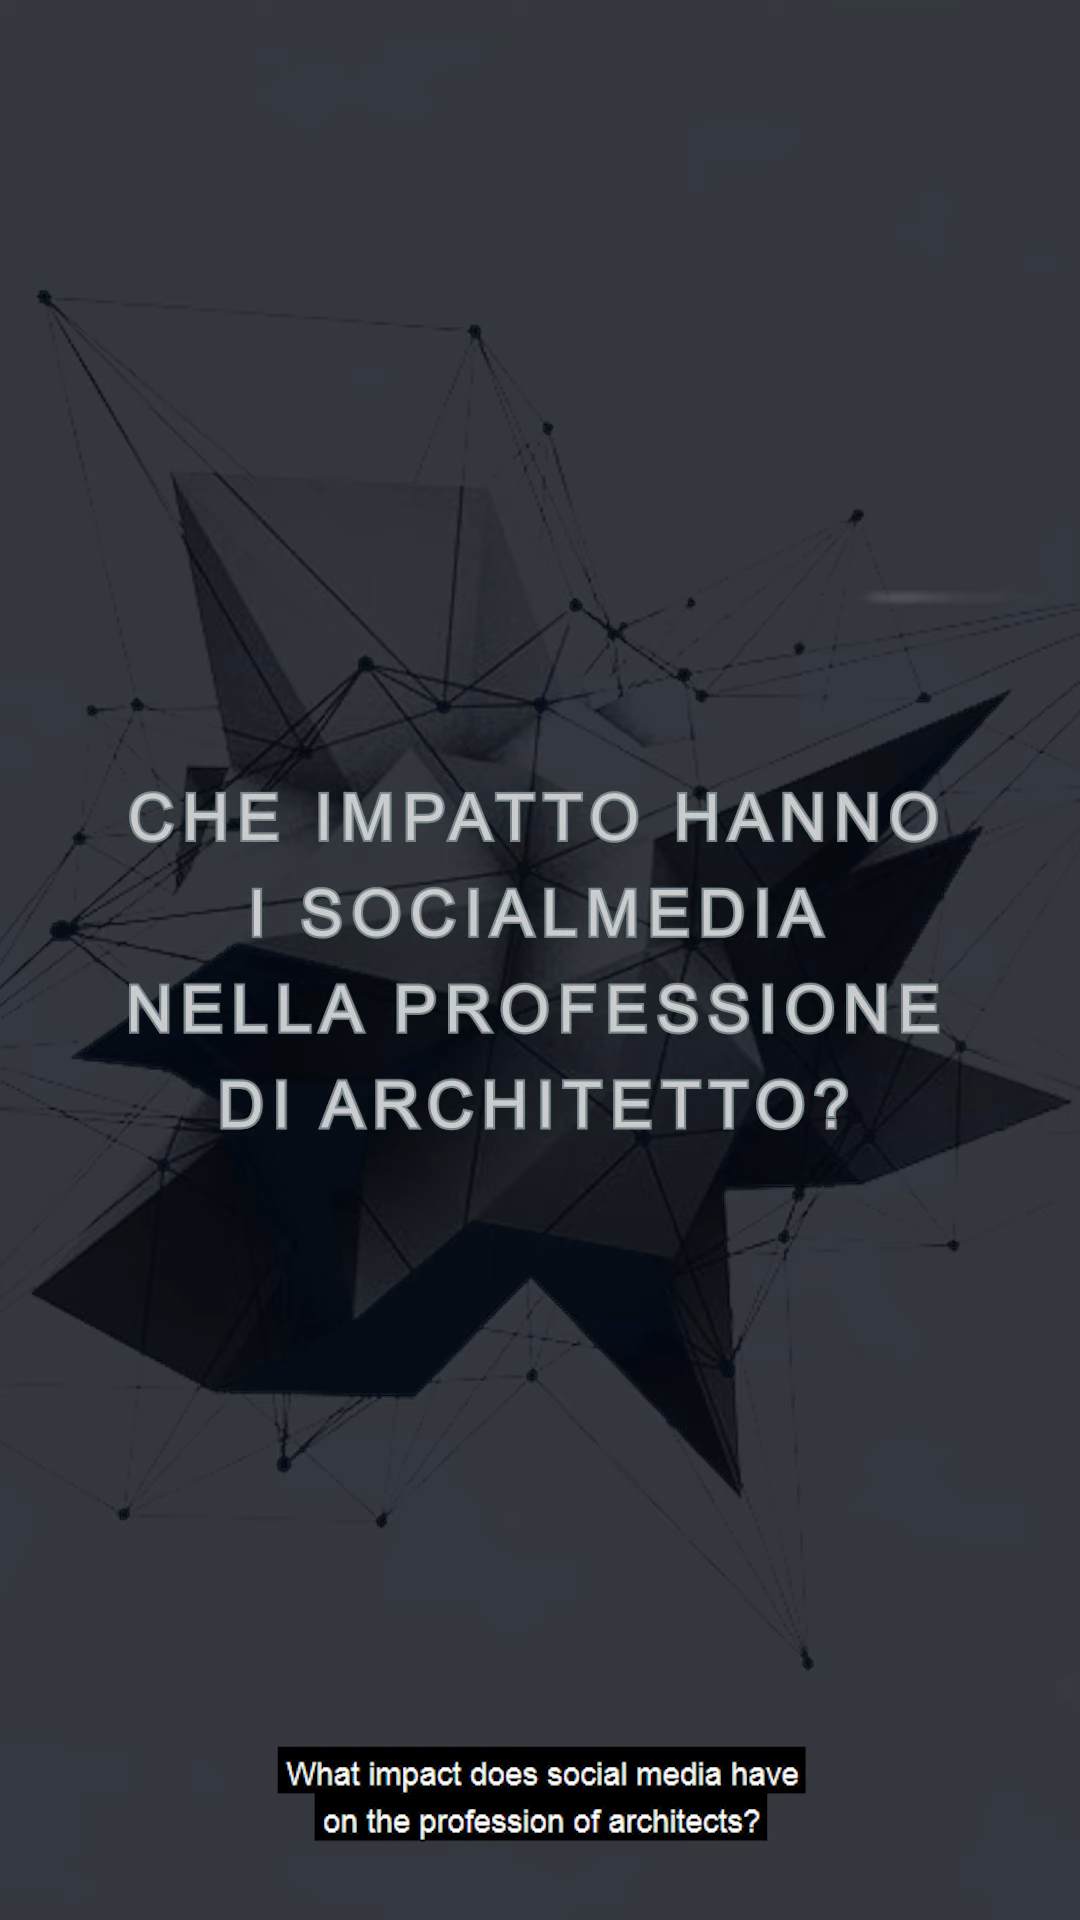 CHE IMPATTO HANNO
I SOCIALMEDIA
NELLA PROFESSIONE
DI ARCHITETTO?
What impact does social media have
on the profession of architects?